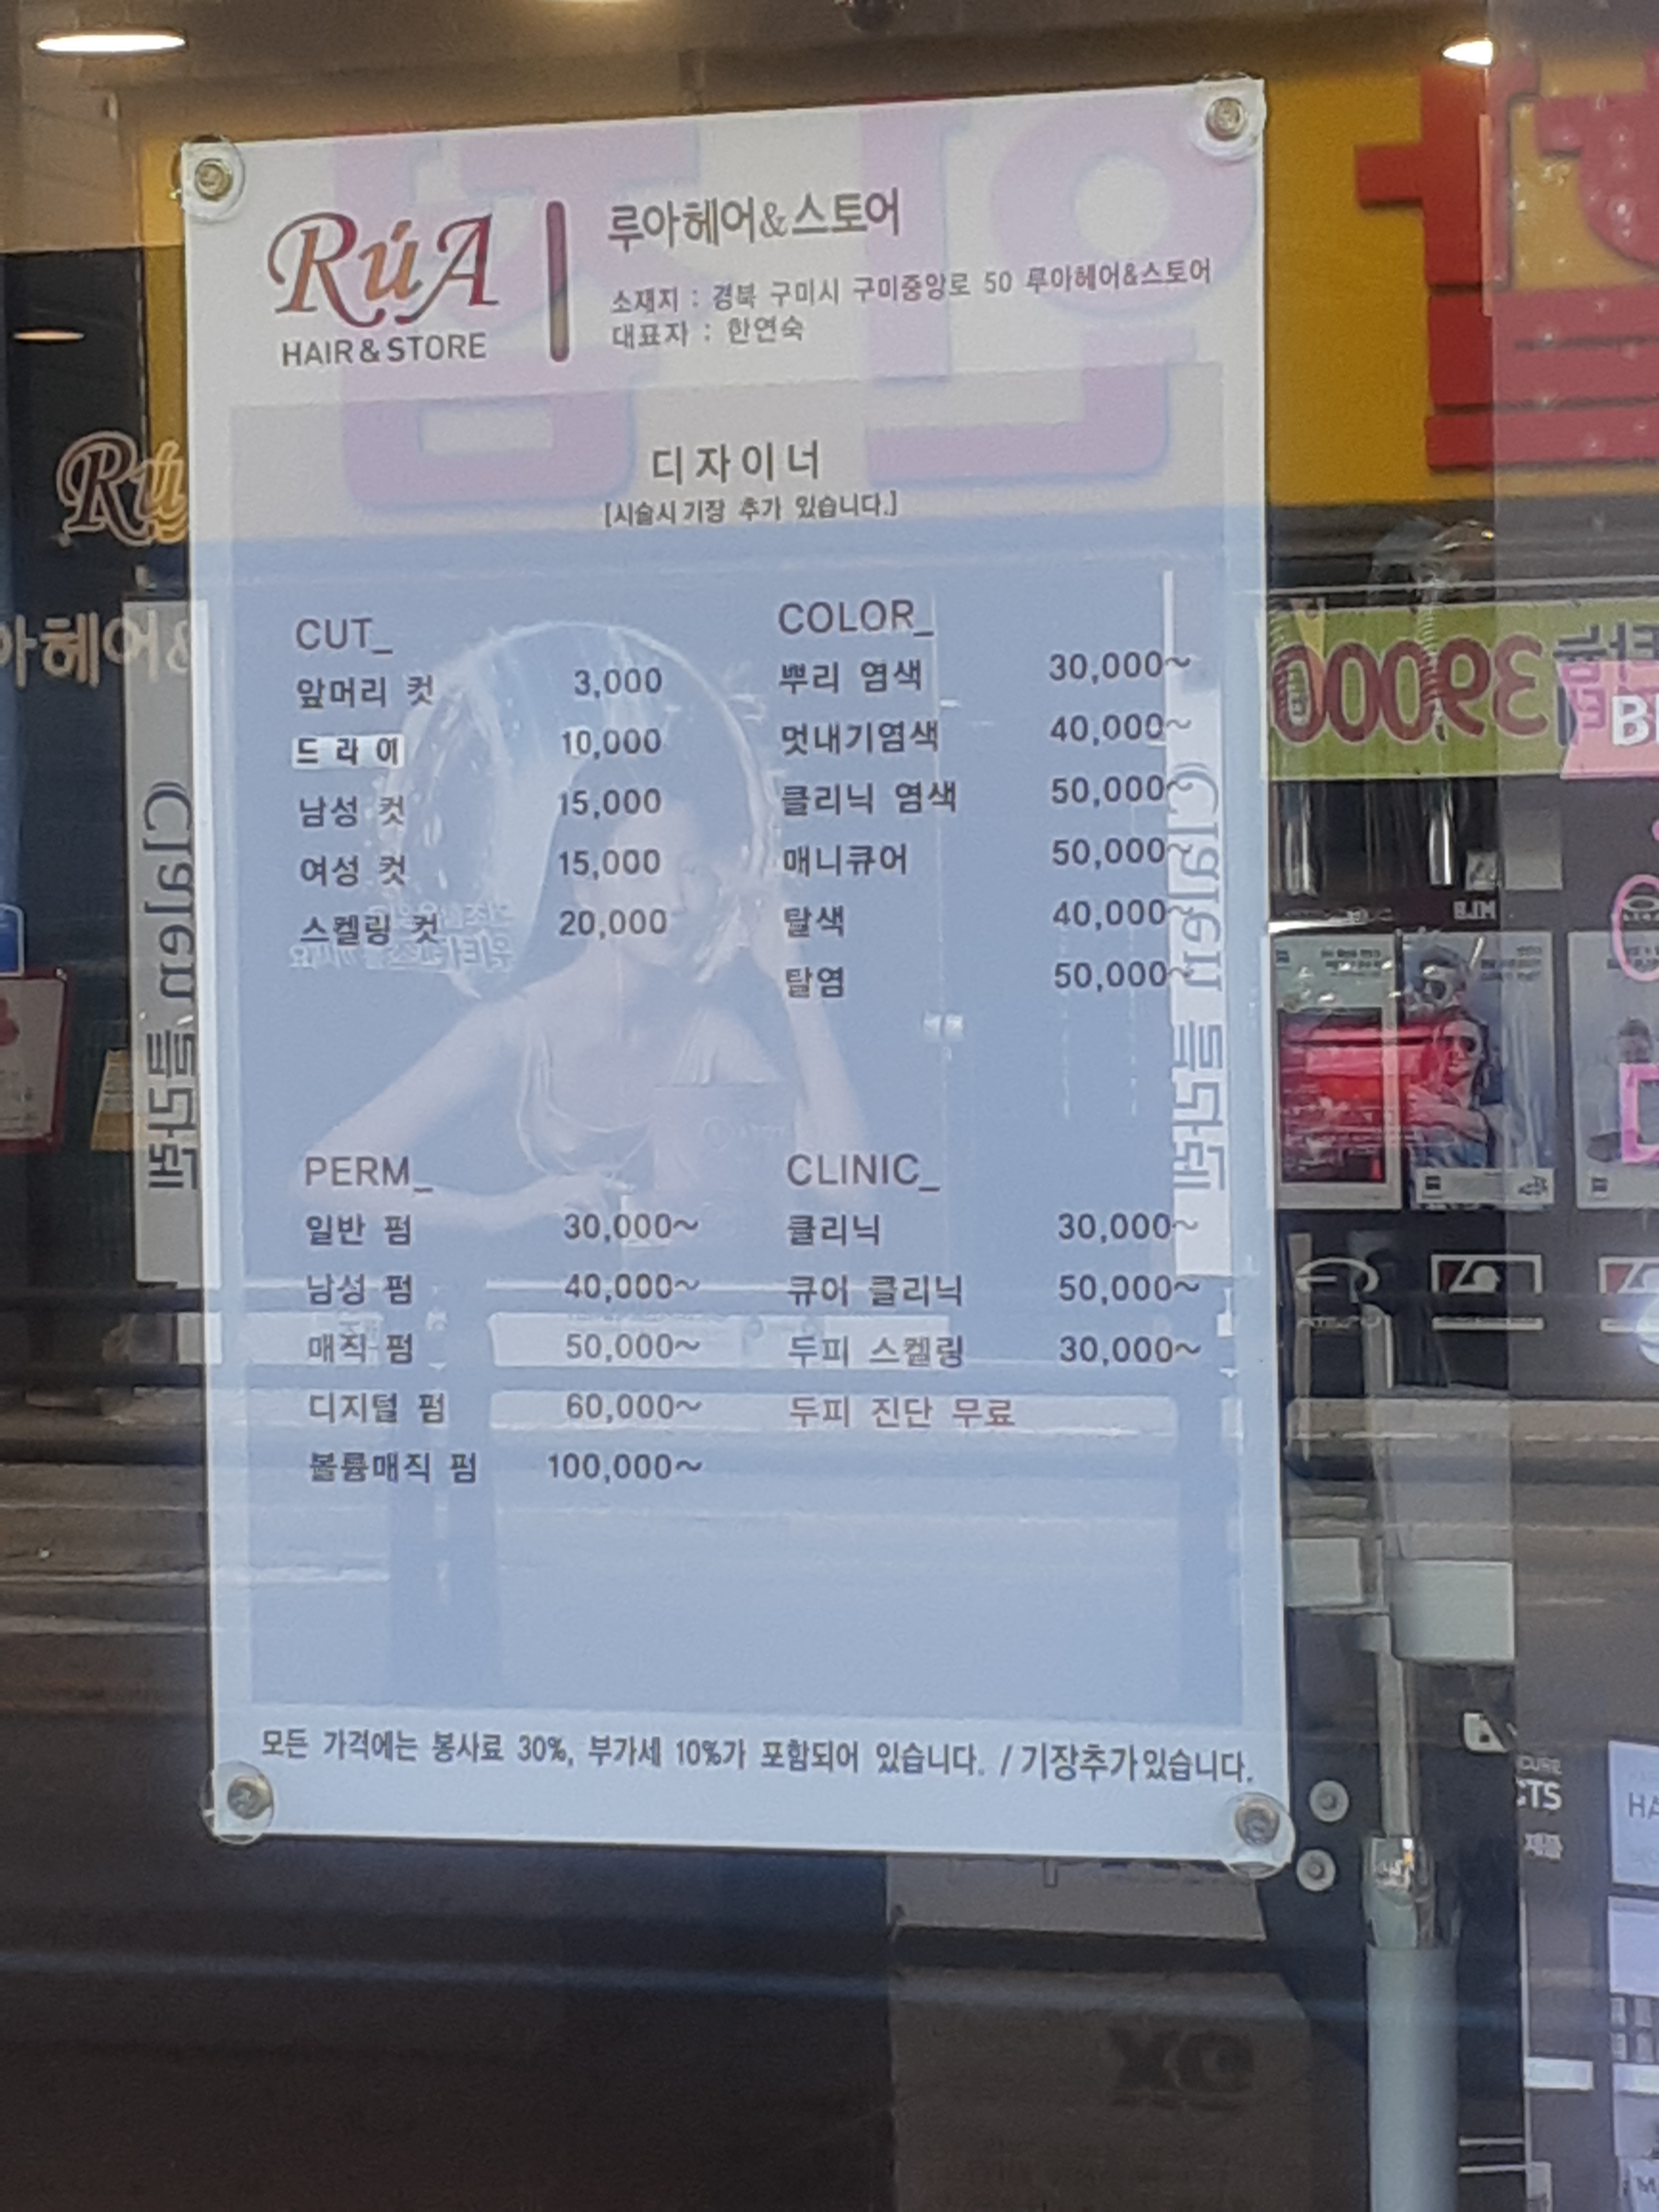 RúA
HAIR & STORE
루아헤어&스토어
소재지 : 경북 구미시 구미중앙로 50 루아헤어&스토어
대표자 : 한연숙
디자이너
[시술시 기장 추가 있습니다.]
CUT_
앞머리 컷 3,000
드라이 10,000
남성 컷 15,000
여성 컷 15,000
스켈링 컷 20,000
COLOR_
뿌리 염색 30,000~
멋내기염색 40,000~
클리닉 염색 50,000~
매니큐어 50,000~
탈색 40,000~
탈염 50,000~
PERM_
일반 펌 30,000~
남성 펌 40,000~
매직 펌 50,000~
디지털 펌 60,000~
볼륨매직 펌 100,000~
CLINIC_
클리닉 30,000~
큐어 클리닉 50,000~
두피 스켈링 30,000~
두피 진단 무료
모든 가격에는 봉사료 30%, 부가세 10%가 포함되어 있습니다. / 기장추가있습니다.
아헤어&
39000
MLB